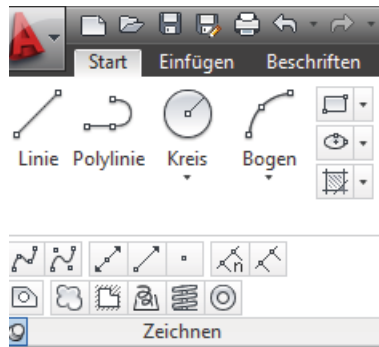 Start Einfügen Beschriften
Linie Polylinie Kreis Bogen
Zeichnen